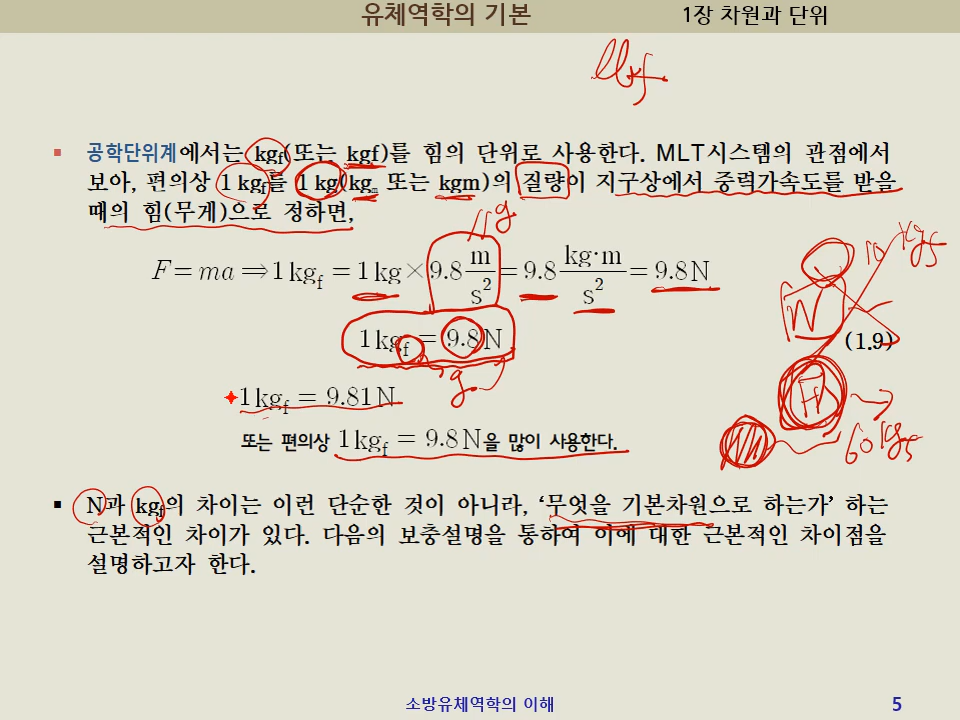 유체역학의 기본
1장 차원과 단위
공학단위계에서는 kgf(또는 kgf)를 힘의 단위로 사용한다. MLT시스템의 관점에서
보아, 편의상 1 kgf를 1 kg(kgm 또는 kgm)의 질량이 지구상에서 중력가속도를 받을
때의 힘(무게)으로 정하면,
F = ma ⟹ 1 kgf = 1 kg × 9.8 m/s² = 9.8 kg·m/s² = 9.8 N
1 kgf = 9.8 N
(1.9)
1 kgf = 9.81 N
또는 편의상 1 kgf = 9.8 N을 많이 사용한다.
N과 kgf의 차이는 이런 단순한 것이 아니라, ‘무엇을 기본차원으로 하는가’ 하는
근본적인 차이가 있다. 다음의 보충설명을 통하여 이에 대한 근본적인 차이점을
설명하고자 한다.
10 kgf
W
g
g
60 kgf
소방유체역학의 이해
5